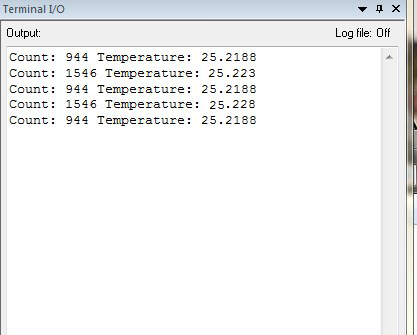 Terminal I/O
Output: Log file: Off
Count: 944 Temperature: 25.2188
Count: 1546 Temperature: 25.223
Count: 944 Temperature: 25.2188
Count: 1546 Temperature: 25.228
Count: 944 Temperature: 25.2188